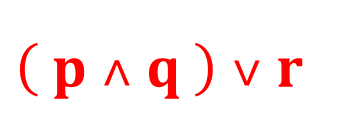 ( p ∧ q ) ∨ r